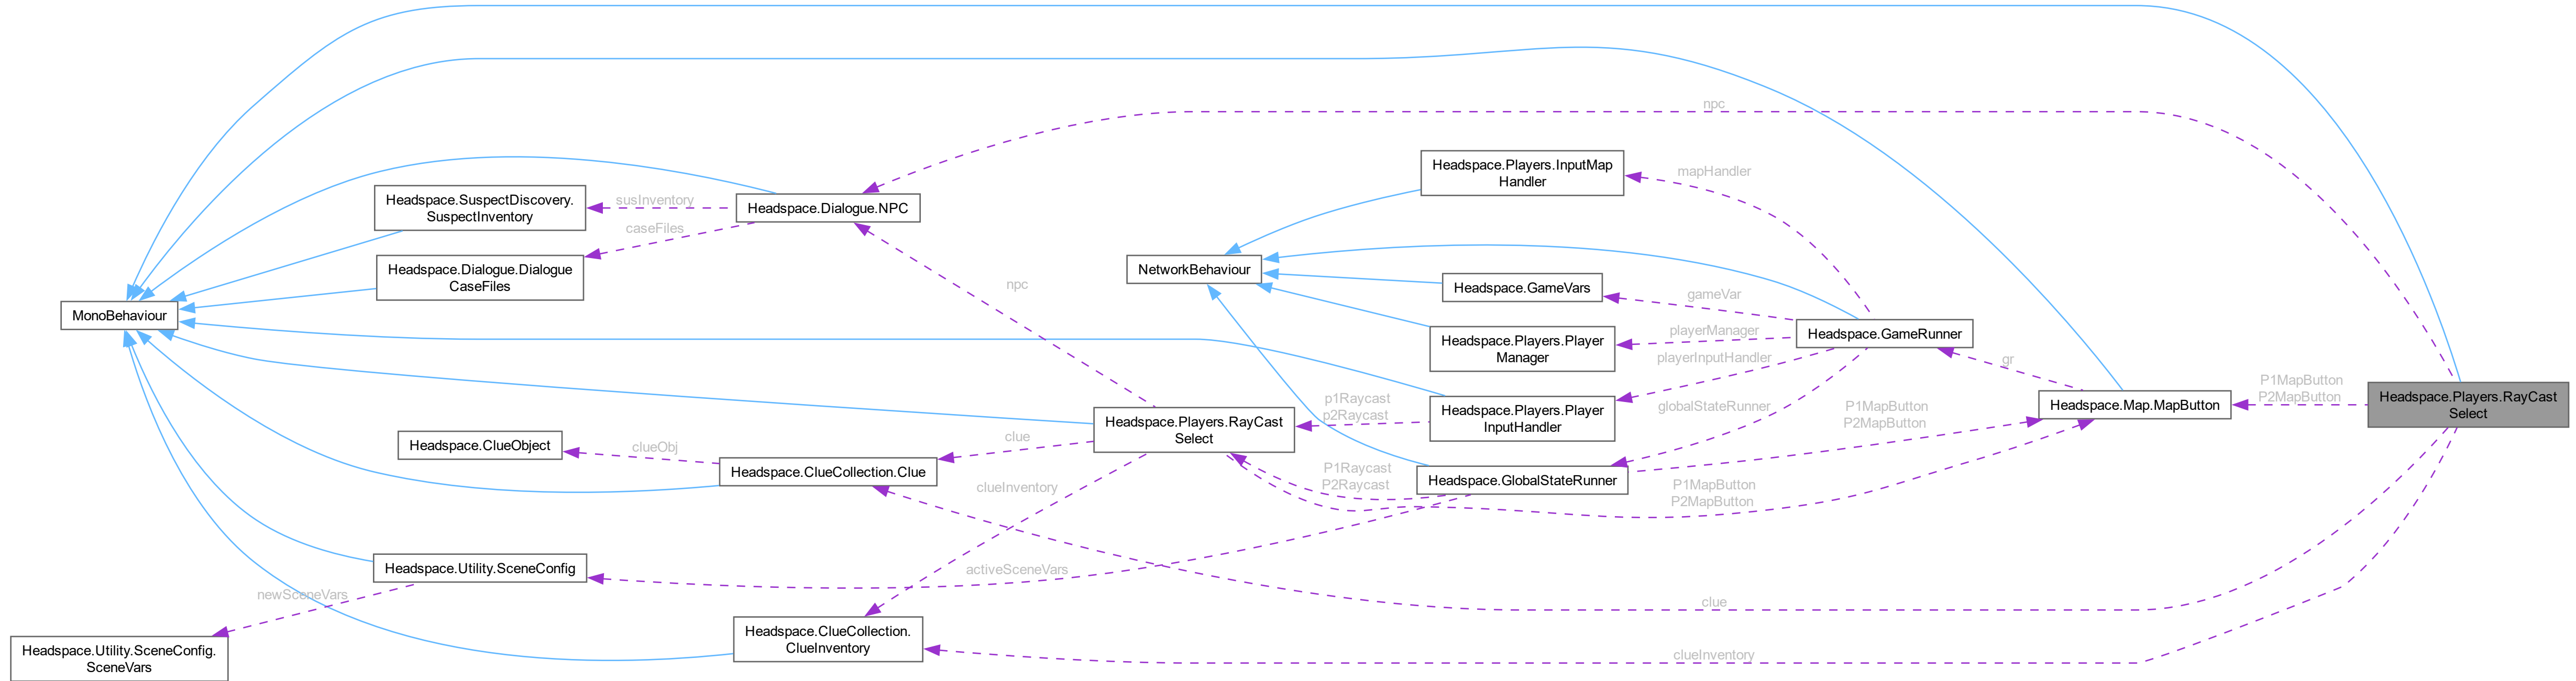 npc
Headspace.Players.InputMap
Handler
mapHandler
Headspace.SuspectDiscovery.
SuspectInventory
susInventory
Headspace.Dialogue.NPC
caseFiles
Headspace.Dialogue.Dialogue
CaseFiles
NetworkBehaviour
npc
Headspace.GameVars
gameVar
MonoBehaviour
Headspace.Players.Player
Manager
playerManager
Headspace.GameRunner
playerInputHandler
gr
P1MapButton
P2MapButton
Headspace.Players.RayCast
Select
p1Raycast
p2Raycast
Headspace.Players.Player
InputHandler
globalStateRunner
P1MapButton
P2MapButton
Headspace.Map.MapButton
Headspace.Players.RayCast
Select
Headspace.ClueObject
clueObj
clue
Headspace.ClueCollection.Clue
clueInventory
P1Raycast
P2Raycast
Headspace.GlobalStateRunner
P1MapButton
P2MapButton
Headspace.Utility.SceneConfig
activeSceneVars
newSceneVars
clue
Headspace.Utility.SceneConfig.
SceneVars
Headspace.ClueCollection.
ClueInventory
clueInventory